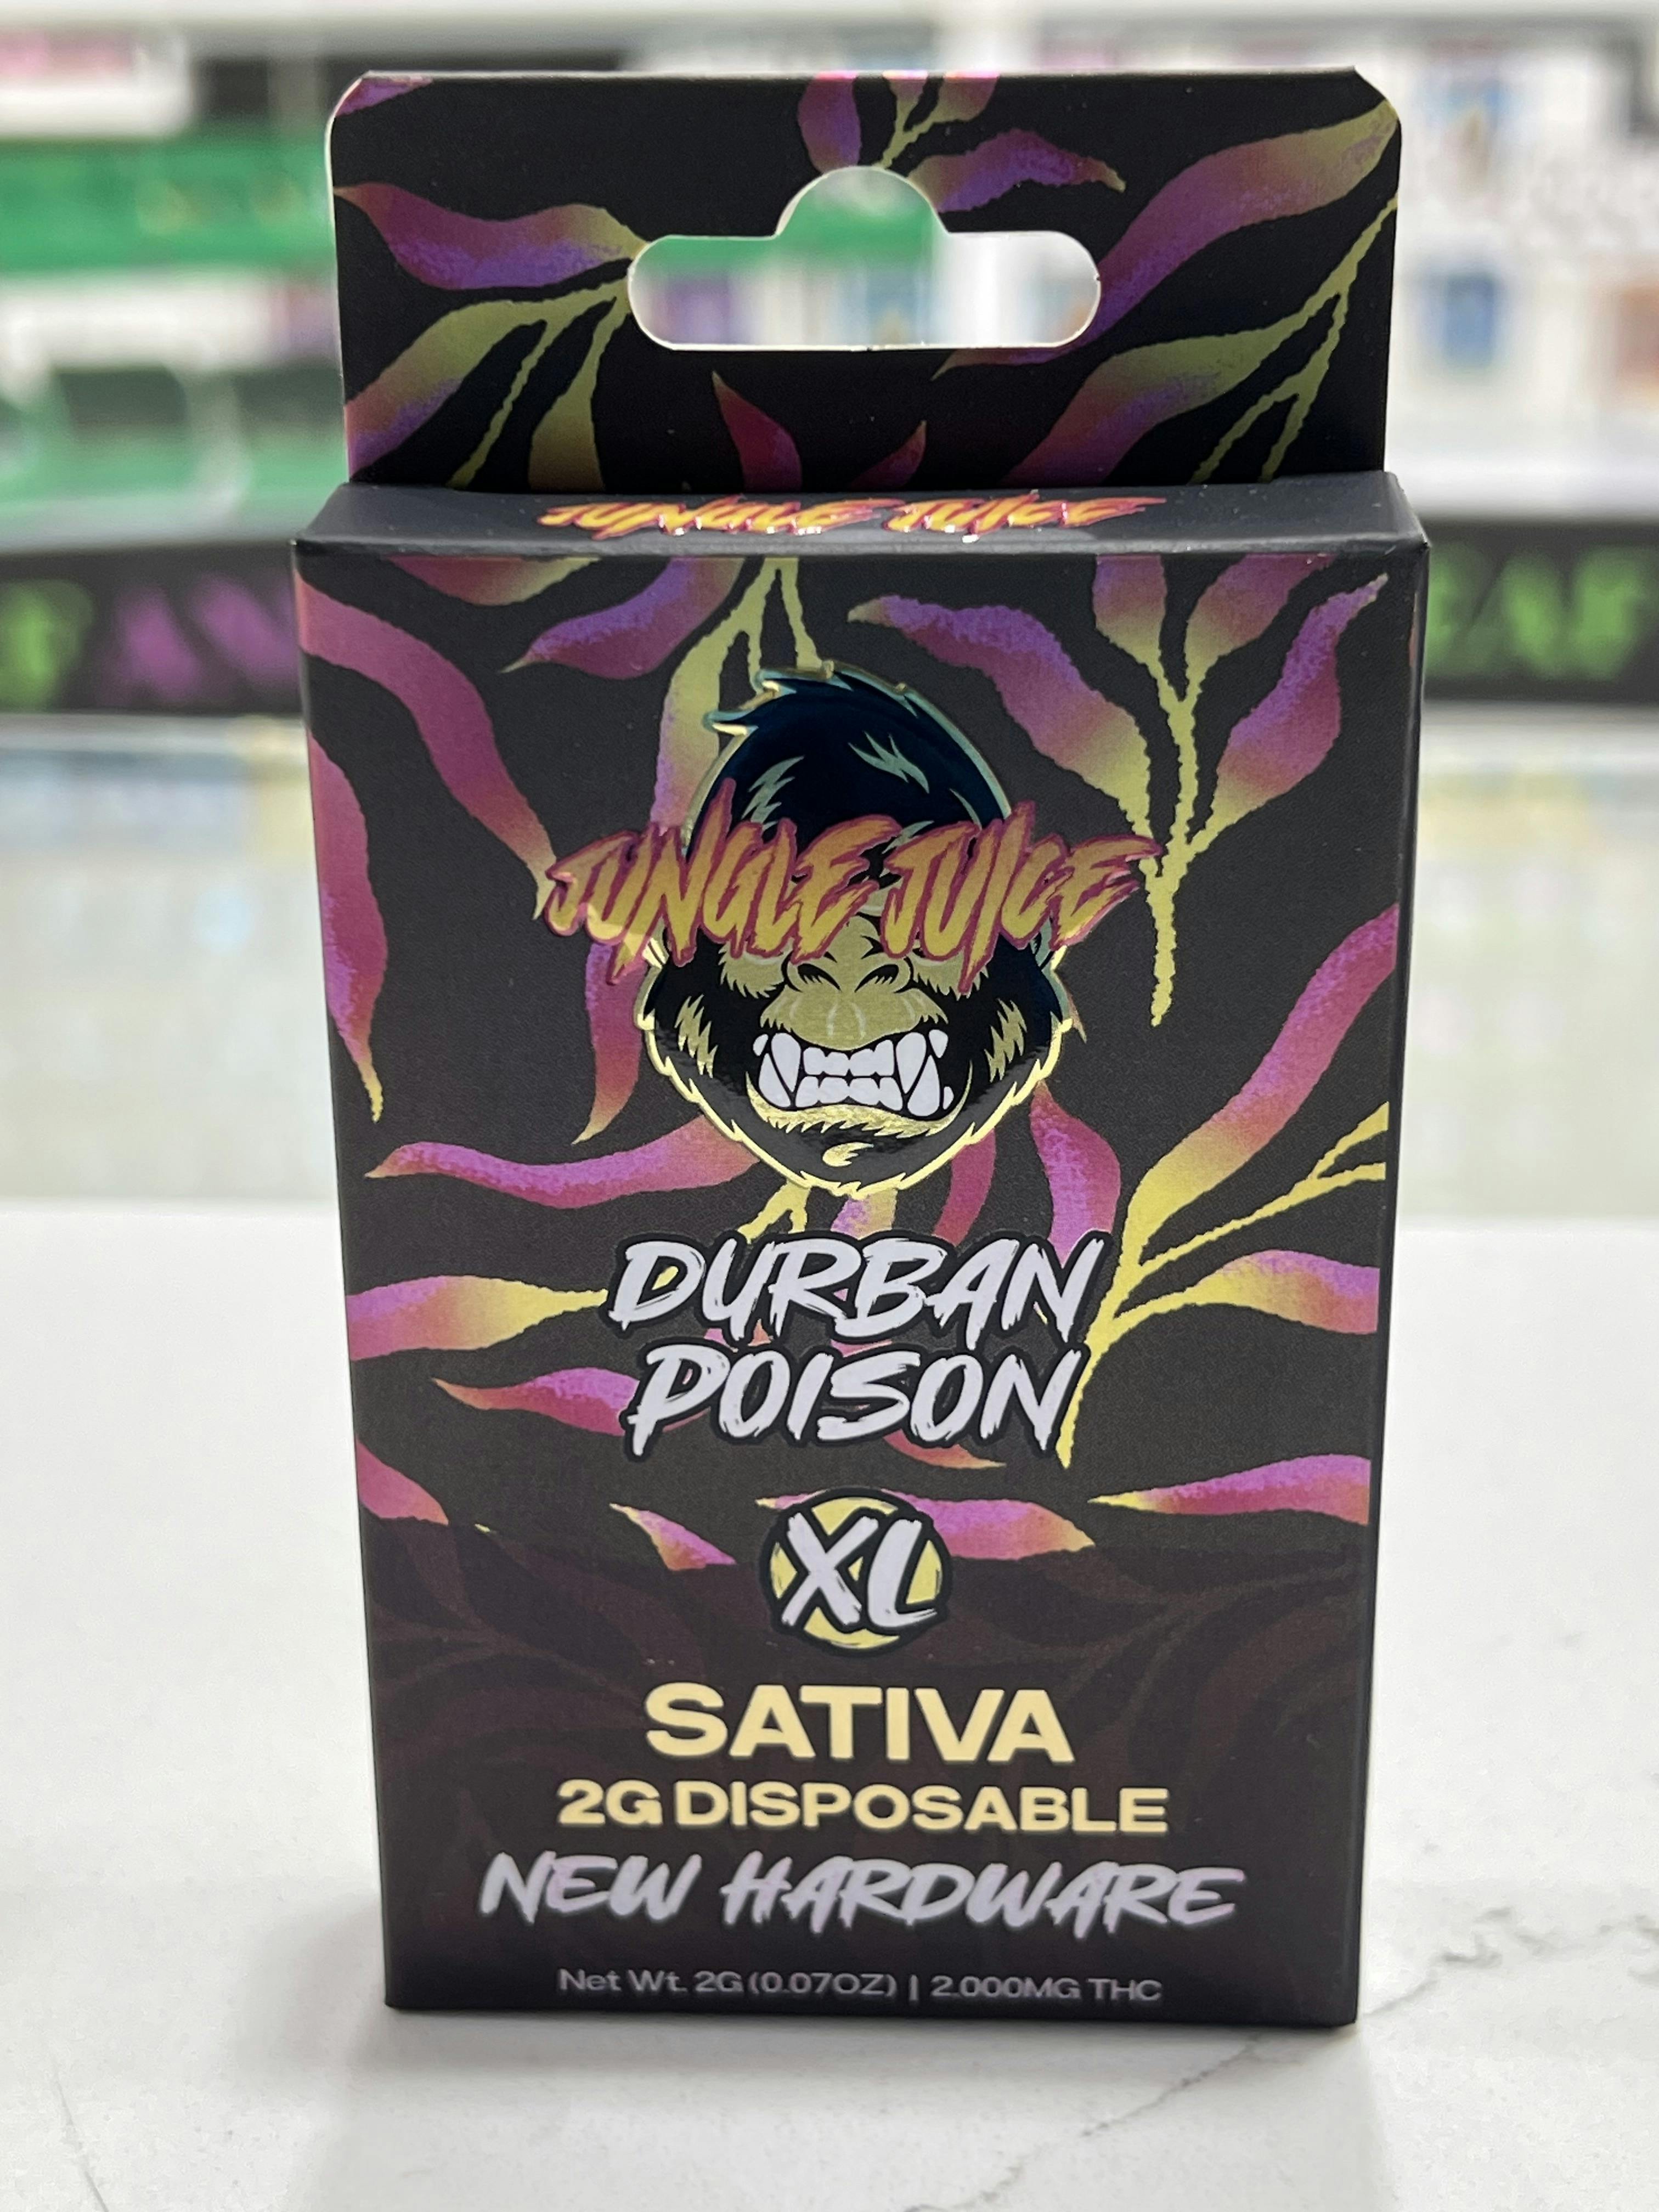 JUNGLE JUICE
JUNGLE JUICE
DURBAN
POISON
XL
SATIVA
2G DISPOSABLE
NEW HARDWARE
Net Wt. 2G (0.07OZ) | 2.000MG THC